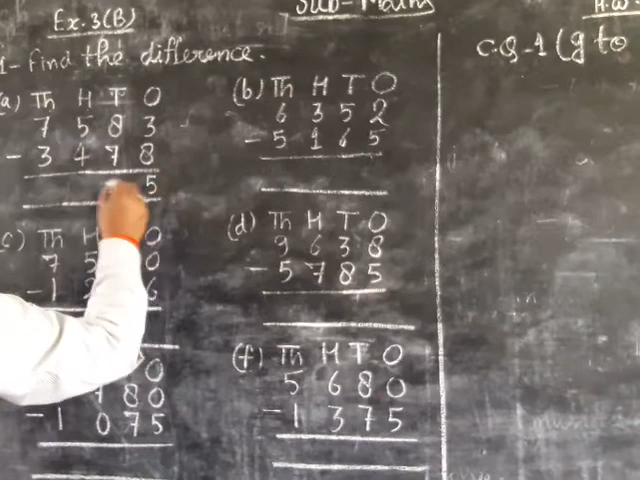 Ex. 3(B)
Sub-Maths
H.W
1- Find the difference.
C.Q-1 (g to
(a) Th H T O
7 5 8 3
- 3 4 7 8
5
(b) Th H T O
6 3 5 2
- 5 1 6 5
(c) Th H O
7 5 0
- 1 2 6
(d) Th H T O
9 6 3 8
- 5 7 8 5
O
8 0
- 1 0 7 5
(f) Th H T O
5 6 8 0
- 1 3 7 5